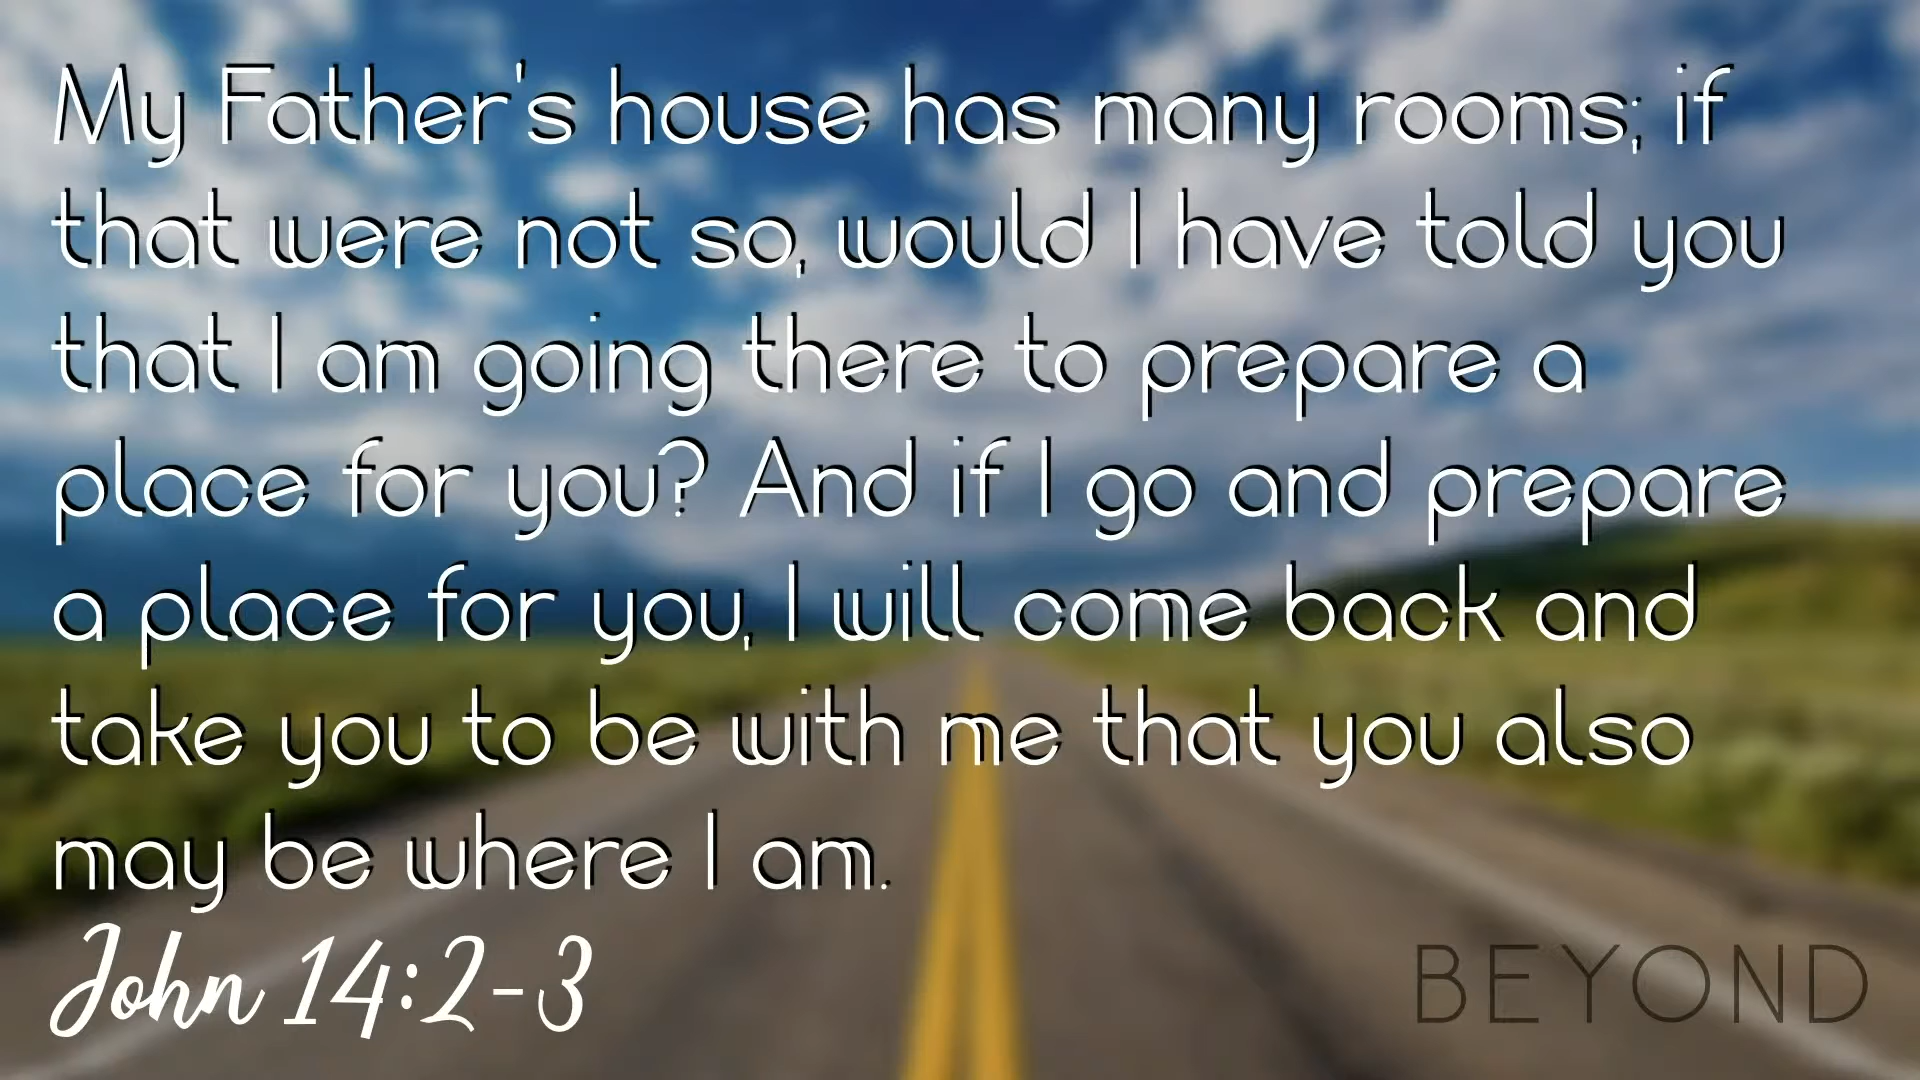 My Father's house has many rooms; if
that were not so, would I have told you
that I am going there to prepare a
place for you? And if I go and prepare
a place for you, I will come back and
take you to be with me that you also
may be where I am.
John 14:2-3
BEYOND